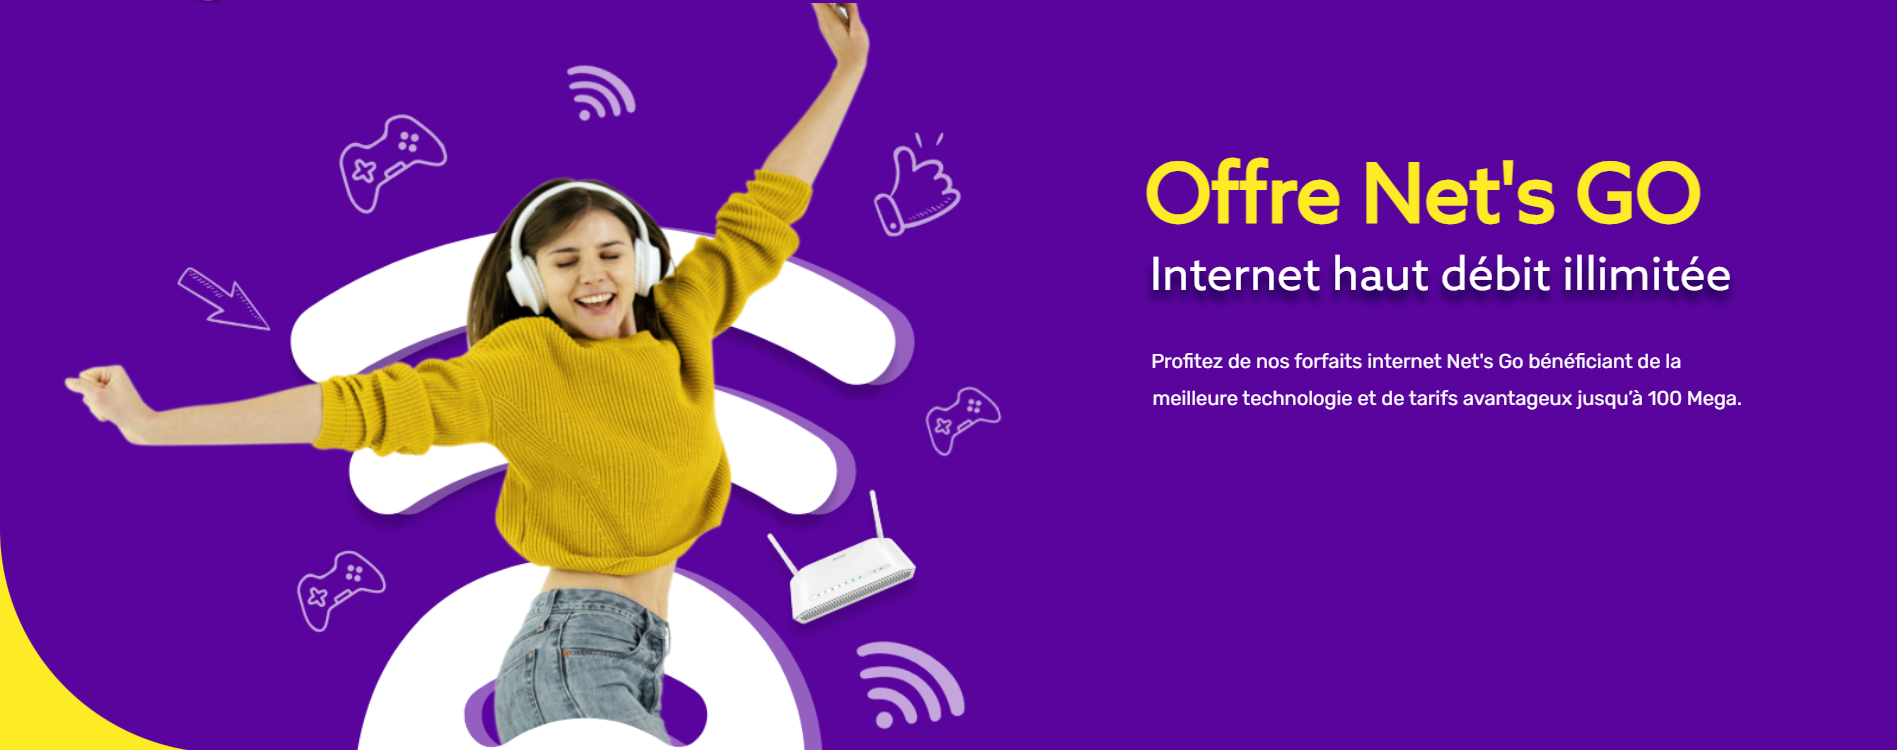 Offre Net's GO
Internet haut débit illimitée
Profitez de nos forfaits internet Net's Go bénéficiant de la
meilleure technologie et de tarifs avantageux jusqu'à 100 Mega.